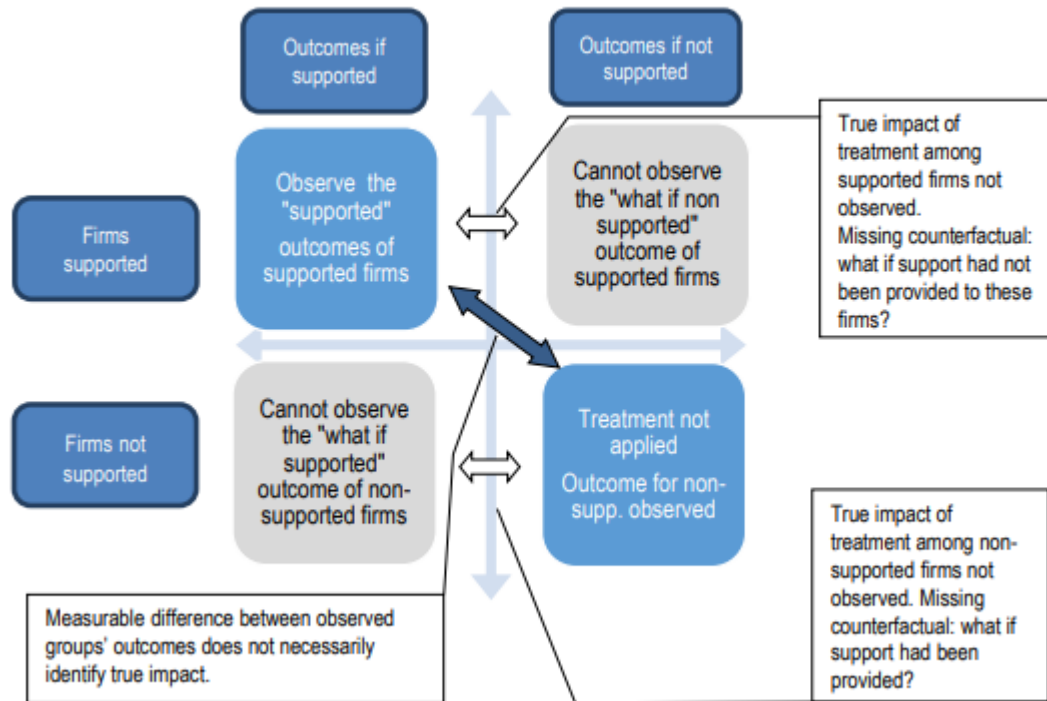 Outcomes if
supported
Outcomes if not
supported
Firms
supported
Observe the
"supported"
outcomes of
supported firms
Cannot observe
the "what if non
supported"
outcome of
supported firms
True impact of
treatment among
supported firms not
observed.
Missing counterfactual:
what if support had not
been provided to these
firms?
Firms not
supported
Cannot observe
the "what if
supported"
outcome of non-
supported firms
Treatment not
applied
Outcome for non-
supp. observed
Measurable difference between observed
groups’ outcomes does not necessarily
identify true impact.
True impact of
treatment among non-
supported firms not
observed. Missing
counterfactual: what if
support had been
provided?